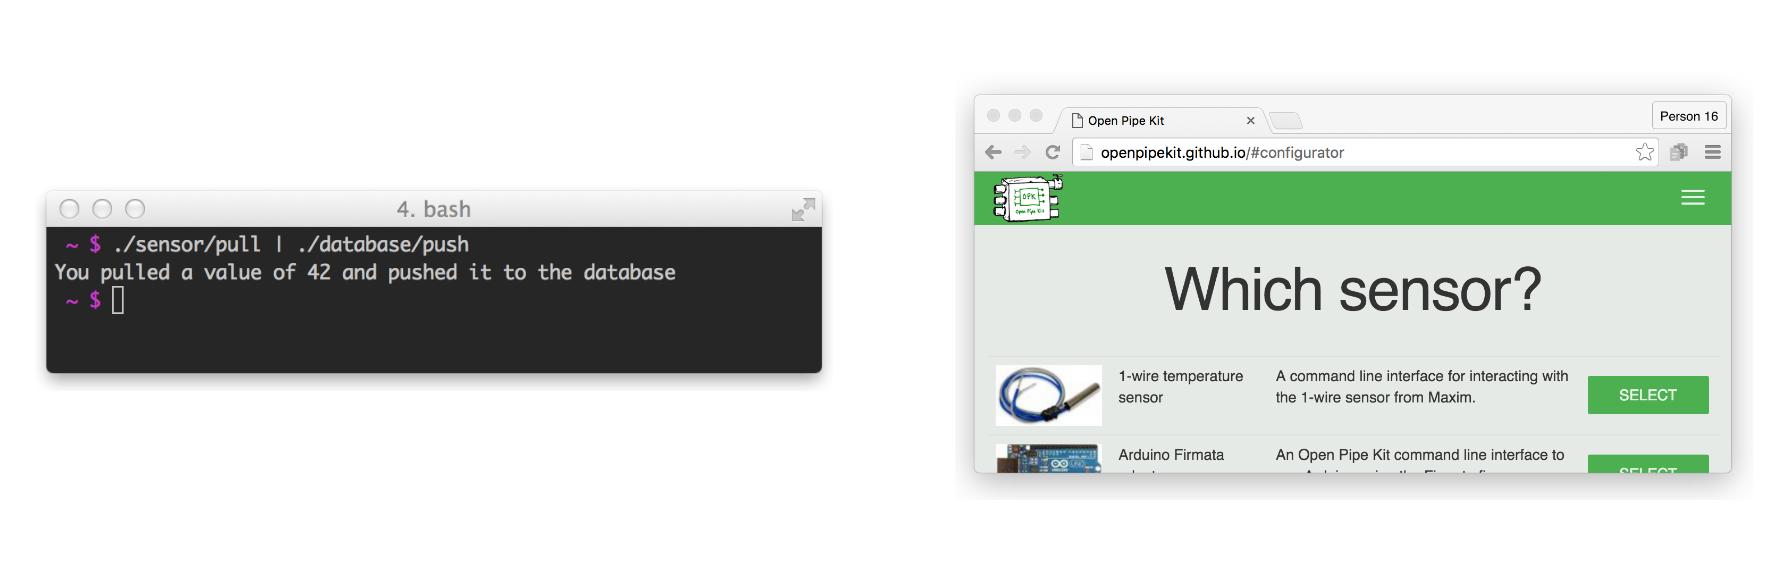 4. bash
~ $ ./sensor/pull | ./database/push
You pulled a value of 42 and pushed it to the database
~ $
Open Pipe Kit
Person 16
openpipekit.github.io/#configurator
OPK
Open Pipe Kit
Which sensor?
1-wire temperature
sensor
A command line interface for interacting with
the 1-wire sensor from Maxim.
SELECT
Arduino Firmata
An Open Pipe Kit command line interface to
SELECT